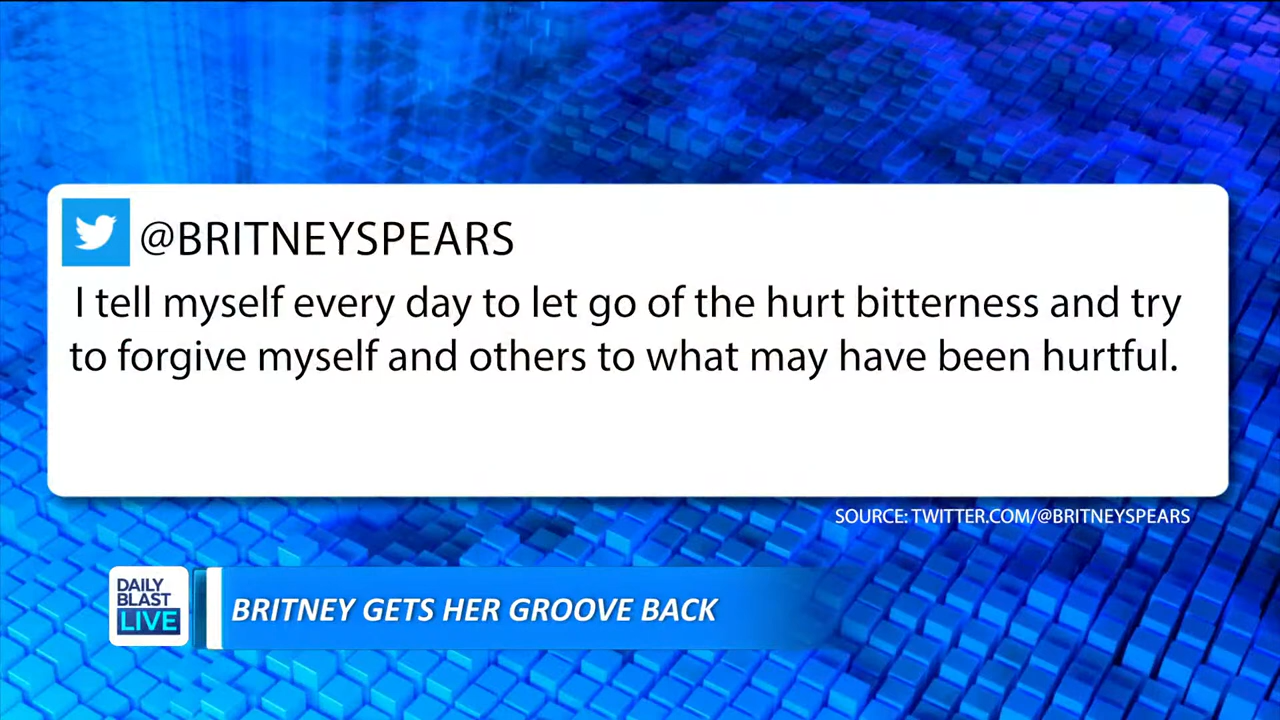 @BRITNEYSPEARS
I tell myself every day to let go of the hurt bitterness and try
to forgive myself and others to what may have been hurtful.
SOURCE: TWITTER.COM/@BRITNEYSPEARS
DAILY
BLAST
LIVE
BRITNEY GETS HER GROOVE BACK